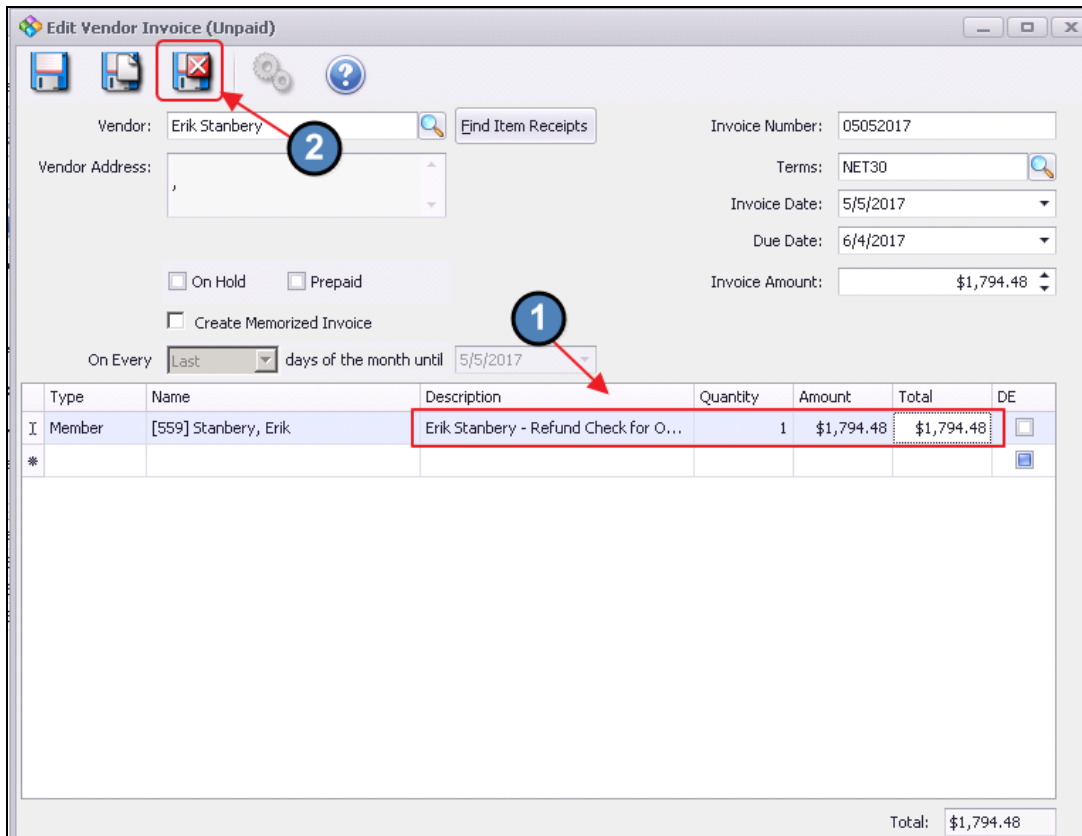 Edit Vendor Invoice (Unpaid)
Vendor: Erik Stanbery Find Item Receipts Invoice Number: 05052017
Vendor Address: , Terms: NET30
Invoice Date: 5/5/2017
Due Date: 6/4/2017
On Hold Prepaid Invoice Amount: $1,794.48
Create Memorized Invoice
On Every Last days of the month until 5/5/2017
Type Name Description Quantity Amount Total DE
I Member [559] Stanbery, Erik Erik Stanbery - Refund Check for O... 1 $1,794.48 $1,794.48
*
Total: $1,794.48
2
1